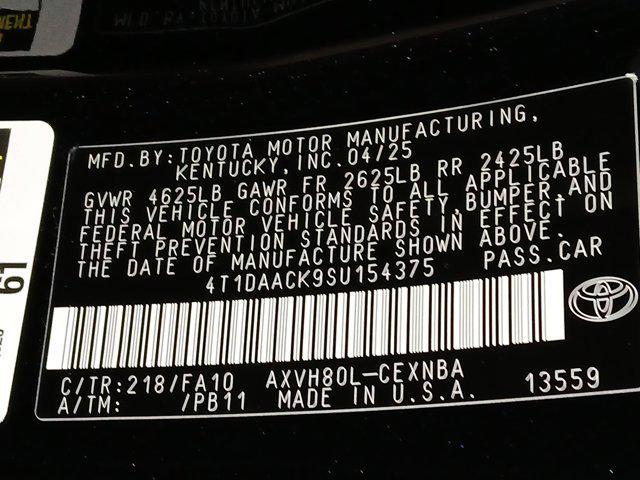 MFD.BY:TOYOTA MOTOR MANUFACTURING,
KENTUCKY,INC.04/25
GVWR 4625LB GAWR FR 2625LB RR 2425LB
THIS VEHICLE CONFORMS TO ALL APPLICABLE
FEDERAL MOTOR VEHICLE SAFETY,BUMPER AND
THEFT PREVENTION STANDARDS IN EFFECT ON
THE DATE OF MANUFACTURE SHOWN ABOVE.
4T1DAACK9SU154375 PASS.CAR
C/TR:218/FA10 AXVH80L-CEXNBA
A/TM: /PB11 MADE IN U.S.A. 13559